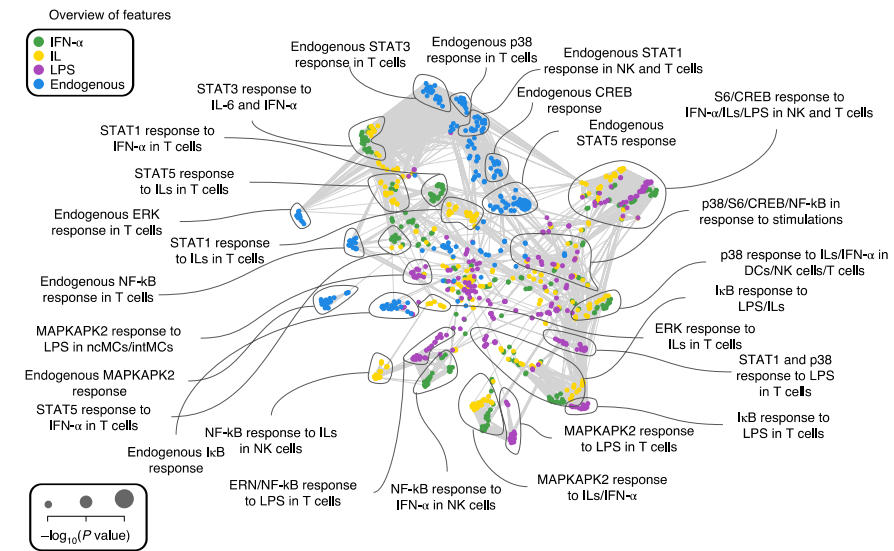 Overview of features
IFN-α
IL
LPS
Endogenous
Endogenous STAT3
response in T cells
Endogenous p38
response in T cells
Endogenous STAT1
response in NK and T cells
STAT3 response to
IL-6 and IFN-α
Endogenous CREB
response
S6/CREB response to
IFN-α/ILs/LPS in NK and T cells
STAT1 response to
IFN-α in T cells
Endogenous
STAT5 response
STAT5 response
to ILs in T cells
p38/S6/CREB/NF-kB in
response to stimulations
Endogenous ERK
response in T cells
STAT1 response
to ILs in T cells
p38 response to ILs/IFN-α in
DCs/NK cells/T cells
Endogenous NF-kB
response in T cells
IκB response to
LPS/ILs
MAPKAPK2 response to
LPS in ncMCs/intMCs
ERK response to
ILs in T cells
STAT1 and p38
response to LPS
in T cells
Endogenous MAPKAPK2
response
STAT5 response to
IFN-α in T cells
IκB response to
LPS in T cells
NF-kB response to ILs
in NK cells
MAPKAPK2 response
to LPS in T cells
Endogenous IκB
response
ERN/NF-kB response
to LPS in T cells
NF-kB response to
IFN-α in NK cells
MAPKAPK2 response
to ILs/IFN-α
−log10(P value)